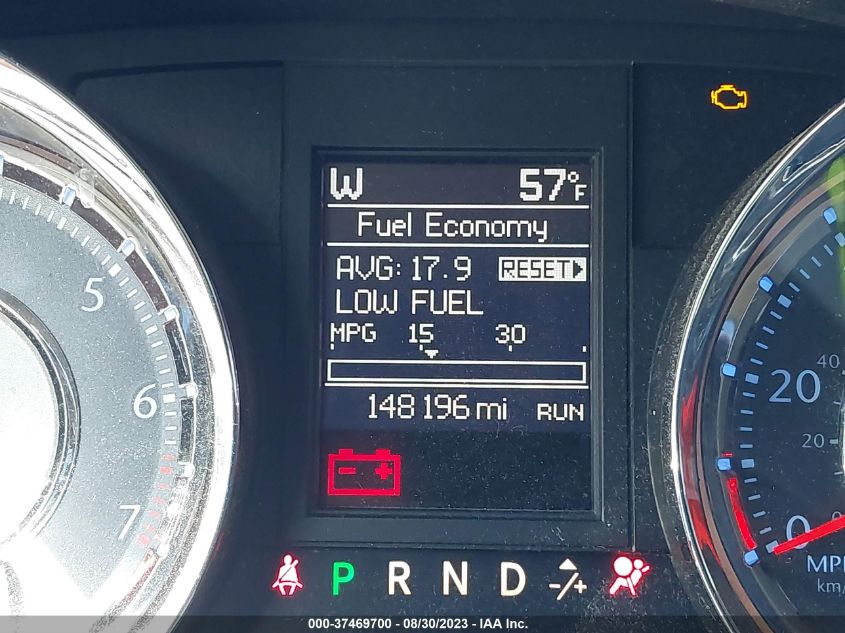 W 57°F
Fuel Economy
AVG: 17.9 RESET
LOW FUEL
MPG 15 30
148196 mi RUN
- +
5
6
7
40
20
20
0
0
MPH
km/
P R N D -/+
000-37469700 - 08/30/2023 - IAA Inc.